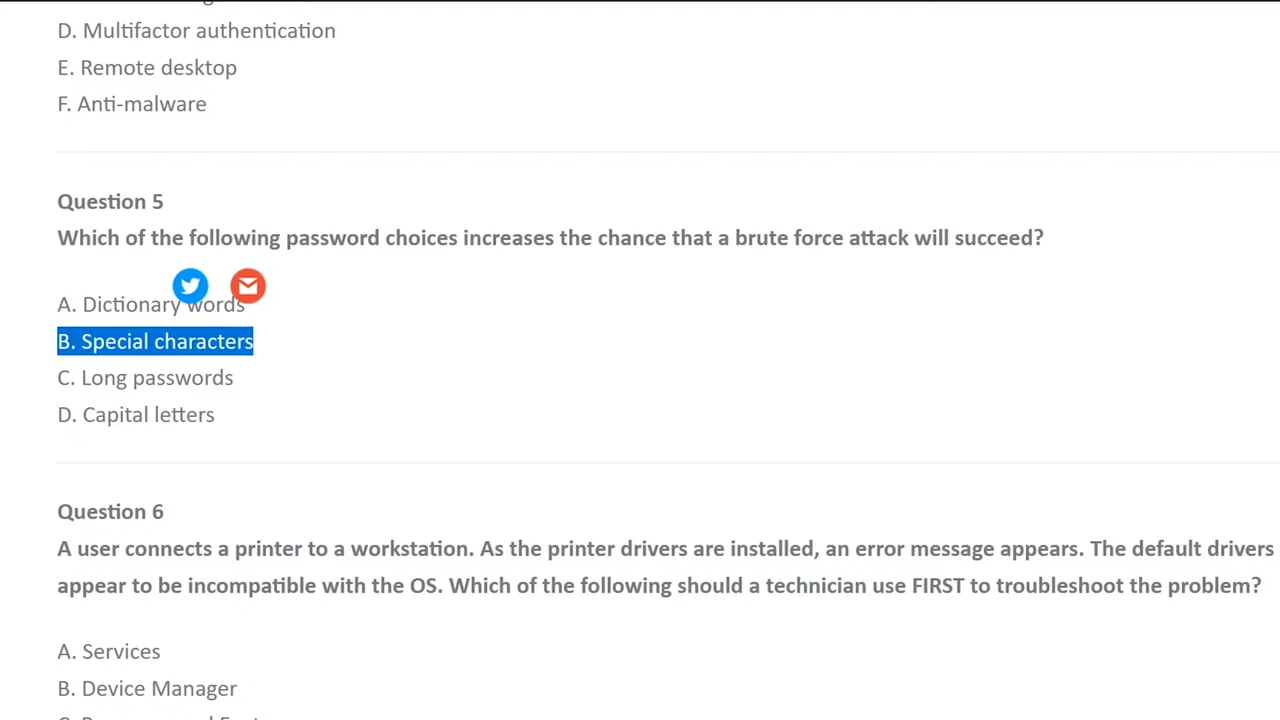 D. Multifactor authentication
E. Remote desktop
F. Anti-malware
Question 5
Which of the following password choices increases the chance that a brute force attack will succeed?
A. Dictionary words
B. Special characters
C. Long passwords
D. Capital letters
Question 6
A user connects a printer to a workstation. As the printer drivers are installed, an error message appears. The default drivers
appear to be incompatible with the OS. Which of the following should a technician use FIRST to troubleshoot the problem?
A. Services
B. Device Manager